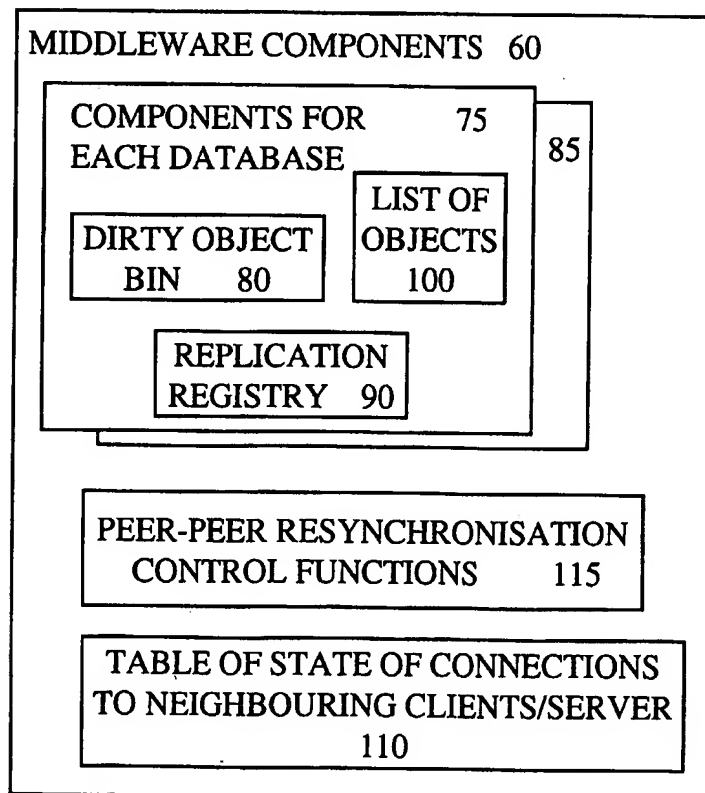 MIDDLEWARE COMPONENTS 60
COMPONENTS FOR 75
EACH DATABASE
85
LIST OF
OBJECTS
100
DIRTY OBJECT
BIN 80
REPLICATION
REGISTRY 90
PEER-PEER RESYNCHRONISATION
CONTROL FUNCTIONS 115
TABLE OF STATE OF CONNECTIONS
TO NEIGHBOURING CLIENTS/SERVER
110